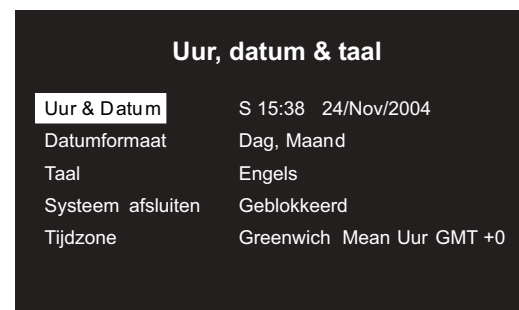 Uur, datum & taal
Uur & Datum S 15:38 24/Nov/2004
Datumformaat Dag, Maand
Taal Engels
Systeem afsluiten Geblokkeerd
Tijdzone Greenwich Mean Uur GMT +0